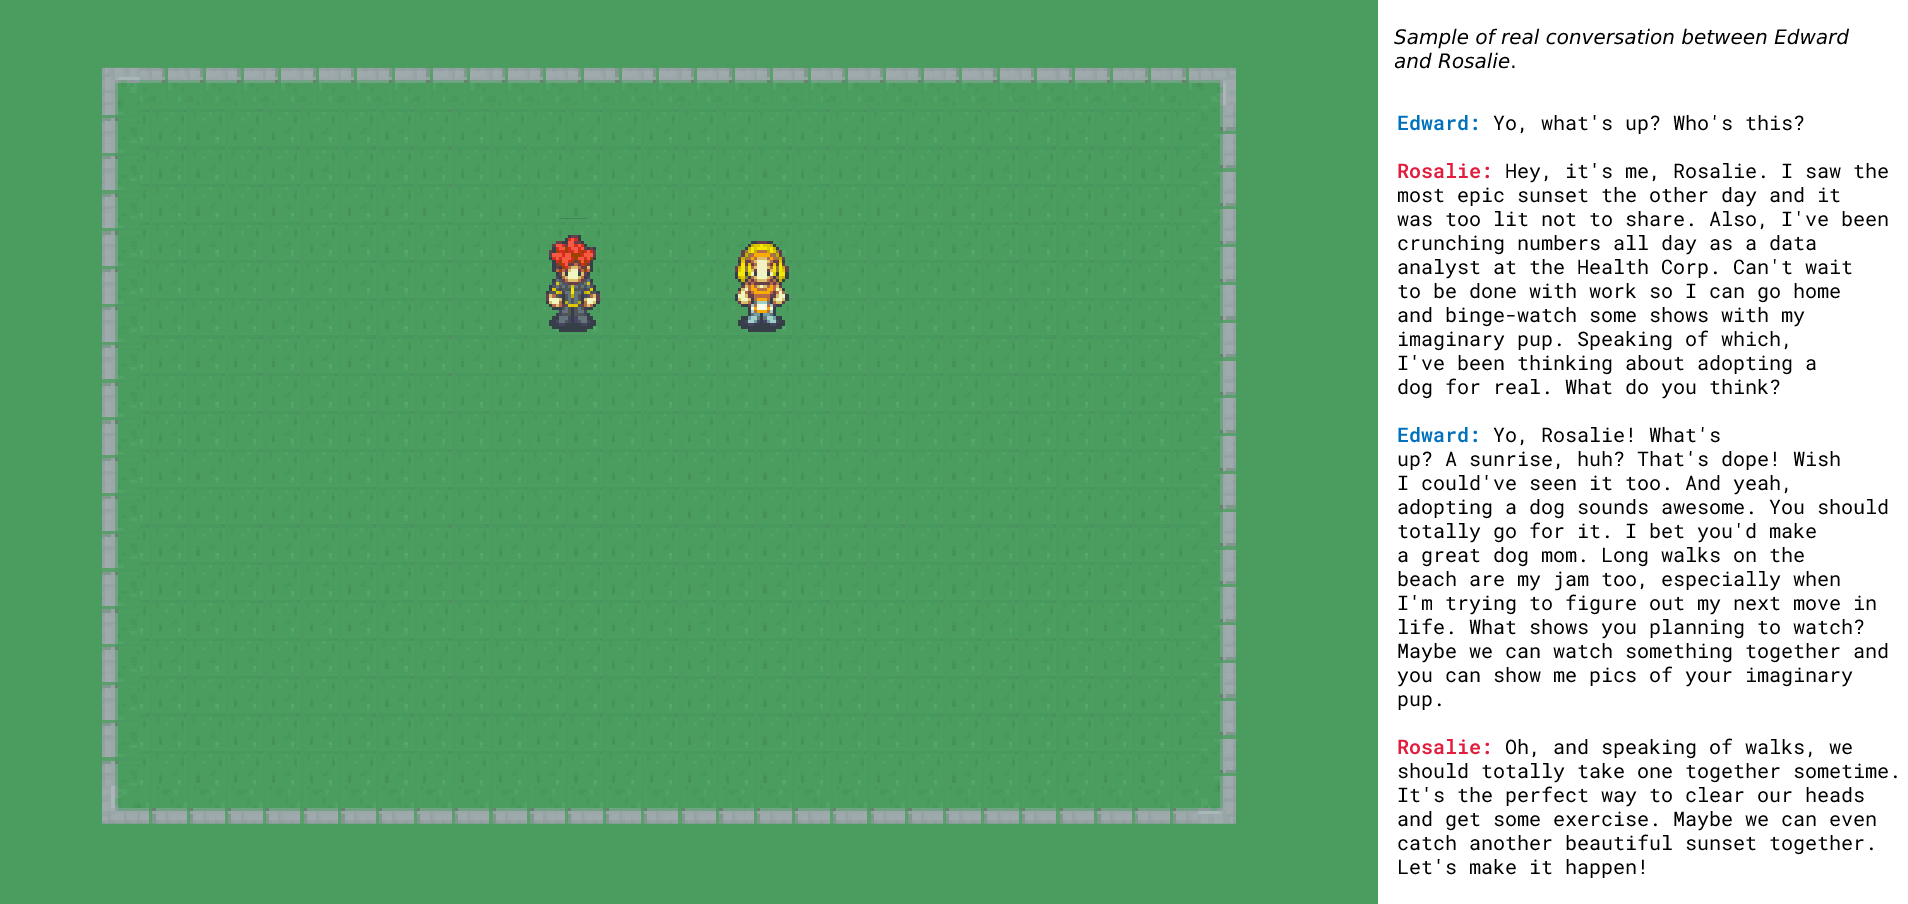 Sample of real conversation between Edward
and Rosalie.
Edward: Yo, what's up? Who's this?
Rosalie: Hey, it's me, Rosalie. I saw the
most epic sunset the other day and it
was too lit not to share. Also, I've been
crunching numbers all day as a data
analyst at the Health Corp. Can't wait
to be done with work so I can go home
and binge-watch some shows with my
imaginary pup. Speaking of which,
I've been thinking about adopting a
dog for real. What do you think?
Edward: Yo, Rosalie! What's
up? A sunrise, huh? That's dope! Wish
I could've seen it too. And yeah,
adopting a dog sounds awesome. You should
totally go for it. I bet you'd make
a great dog mom. Long walks on the
beach are my jam too, especially when
I'm trying to figure out my next move in
life. What shows you planning to watch?
Maybe we can watch something together and
you can show me pics of your imaginary
pup.
Rosalie: Oh, and speaking of walks, we
should totally take one together sometime.
It's the perfect way to clear our heads
and get some exercise. Maybe we can even
catch another beautiful sunset together.
Let's make it happen!